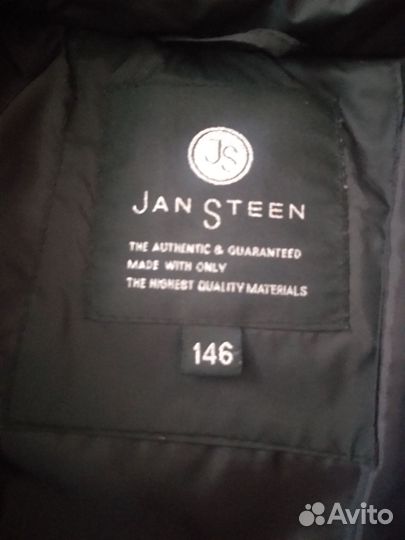 JS
JAN STEEN
THE AUTHENTIC & GUARANTEED
MADE WITH ONLY
THE HIGHEST QUALITY MATERIALS
146
Avito